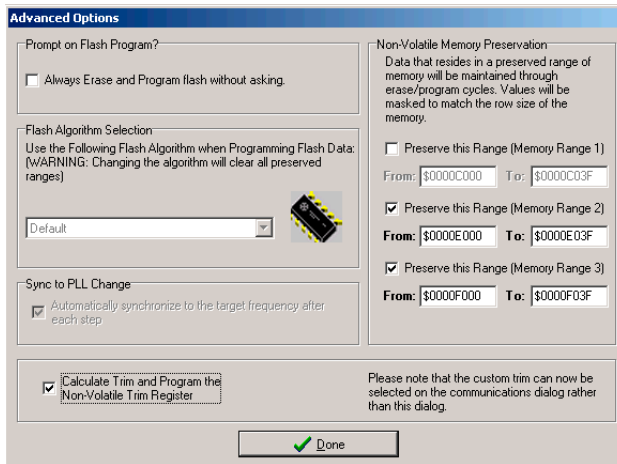 Advanced Options
Prompt on Flash Program?
Always Erase and Program flash without asking.
Flash Algorithm Selection
Use the Following Flash Algorithm when Programming Flash Data:
(WARNING: Changing the algorithm will clear all preserved
ranges)
Default
Sync to PLL Change
Automatically synchronize to the target frequency after
each step
Non-Volatile Memory Preservation
Data that resides in a preserved range of
memory will be maintained through
erase/program cycles. Values will be
masked to match the row size of the
memory.
Preserve this Range (Memory Range 1)
From: $0000C000 To: $0000C03F
Preserve this Range (Memory Range 2)
From: $0000E000 To: $0000E03F
Preserve this Range (Memory Range 3)
From: $0000F000 To: $0000F03F
Calculate Trim and Program the
Non-Volatile Trim Register
Please note that the custom trim can now be
selected on the communications dialog rather
than this dialog.
Done